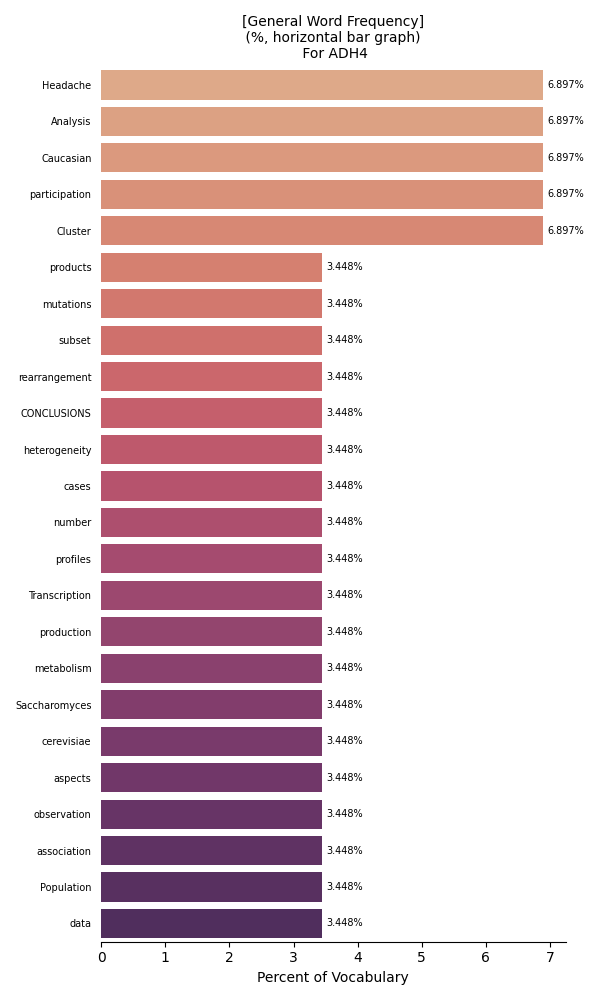 [General Word Frequency]
(%, horizontal bar graph)
For ADH4
Headache 6.897%
Analysis 6.897%
Caucasian 6.897%
participation 6.897%
Cluster 6.897%
products 3.448%
mutations 3.448%
subset 3.448%
rearrangement 3.448%
CONCLUSIONS 3.448%
heterogeneity 3.448%
cases 3.448%
number 3.448%
profiles 3.448%
Transcription 3.448%
production 3.448%
metabolism 3.448%
Saccharomyces 3.448%
cerevisiae 3.448%
aspects 3.448%
observation 3.448%
association 3.448%
Population 3.448%
data 3.448%
0 1 2 3 4 5 6 7
Percent of Vocabulary